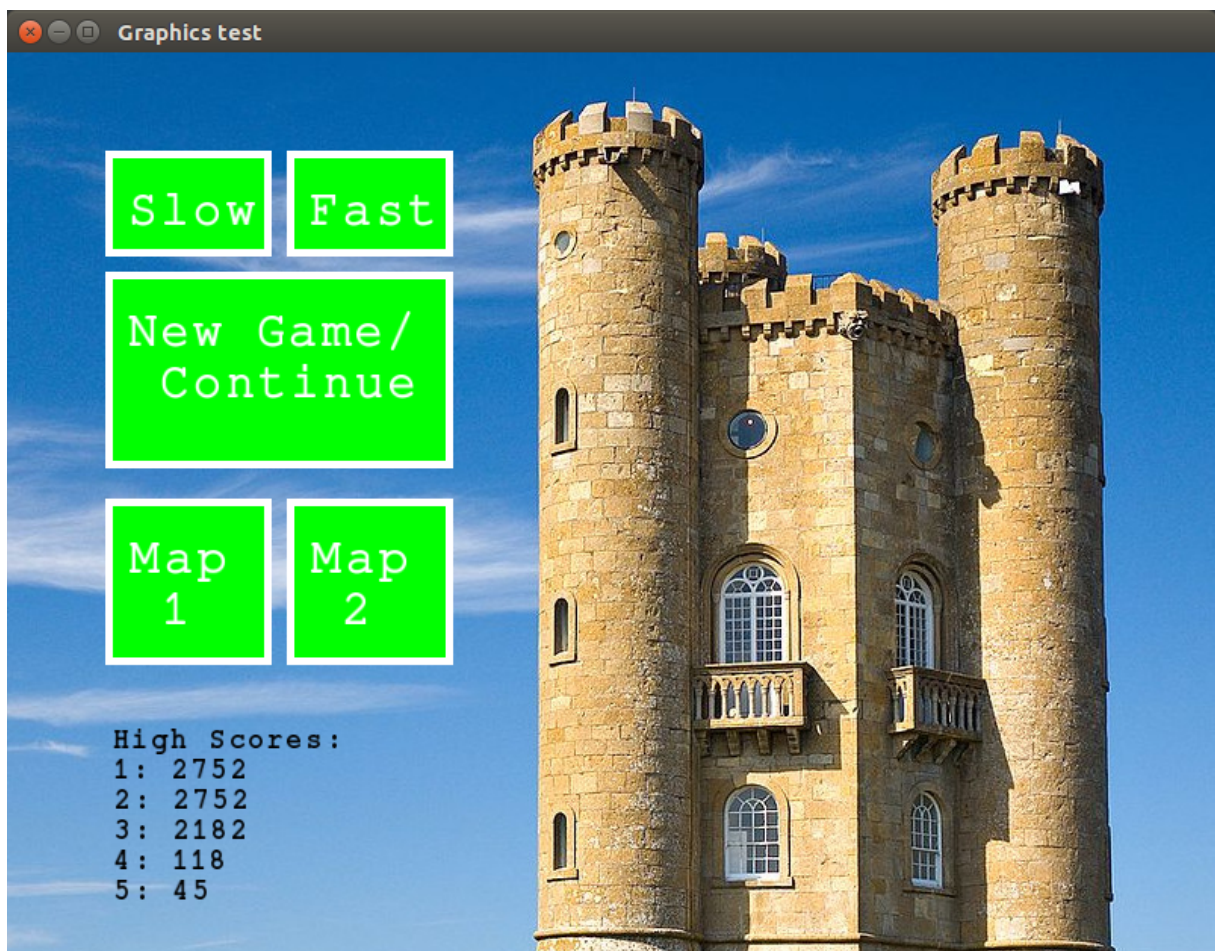 Graphics test
Slow Fast
New Game/
Continue
Map Map
1 2
High Scores:
1: 2752
2: 2752
3: 2182
4: 118
5: 45